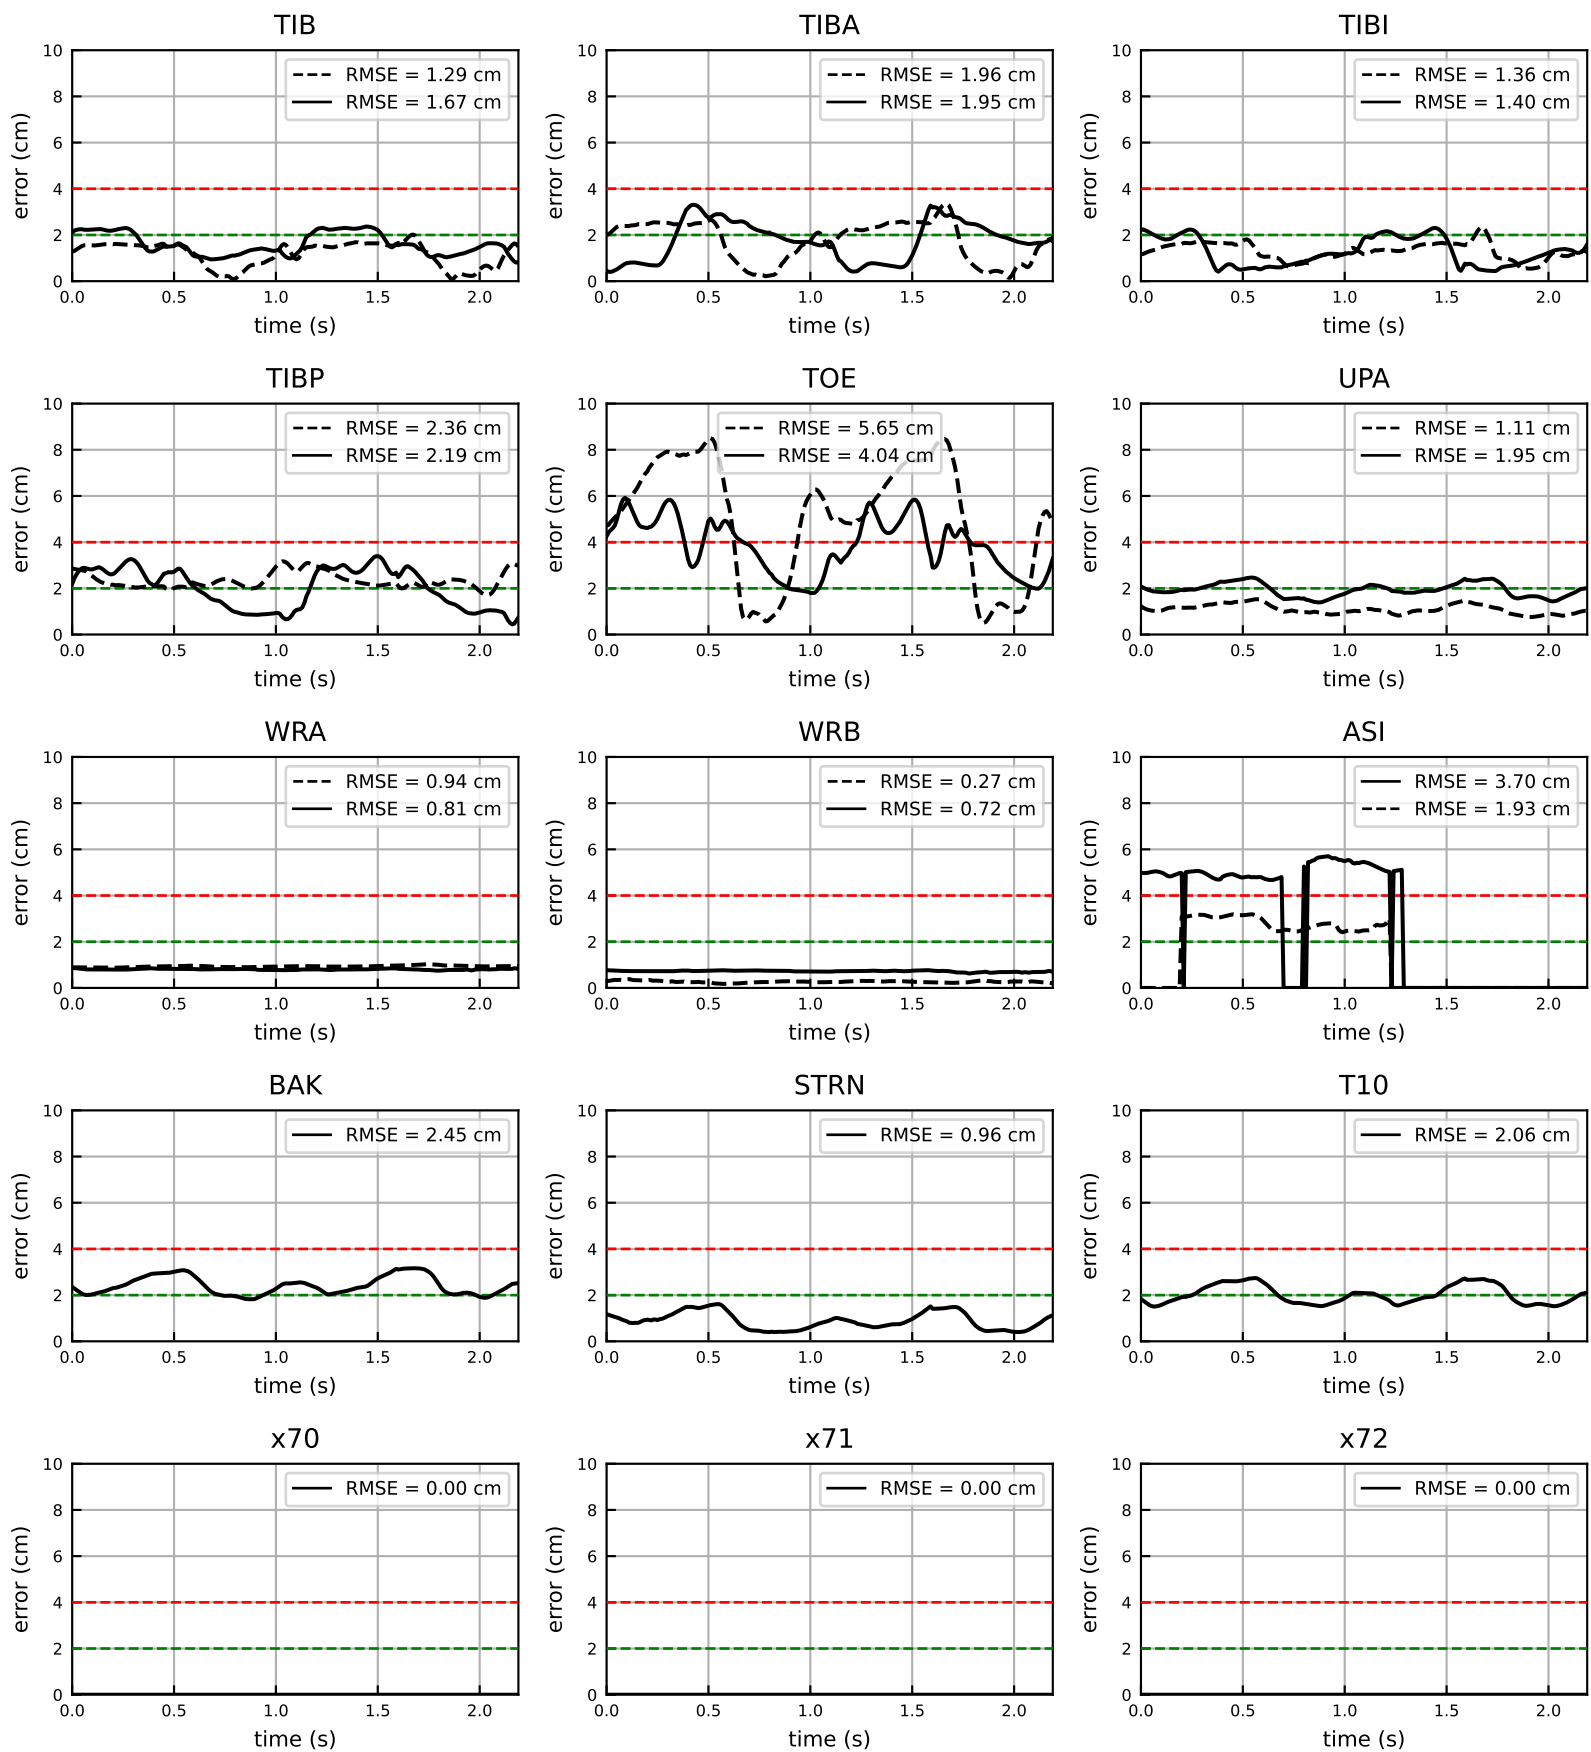 TIB
TIBA
TIBI
10
8
6
4
2
0
error (cm)
RMSE = 1.29 cm
RMSE = 1.67 cm
0.0 0.5 1.0 1.5 2.0
time (s)
10
8
6
4
2
0
error (cm)
RMSE = 1.96 cm
RMSE = 1.95 cm
0.0 0.5 1.0 1.5 2.0
time (s)
10
8
6
4
2
0
error (cm)
RMSE = 1.36 cm
RMSE = 1.40 cm
0.0 0.5 1.0 1.5 2.0
time (s)
TIBP
TOE
UPA
10
8
6
4
2
0
error (cm)
RMSE = 2.36 cm
RMSE = 2.19 cm
0.0 0.5 1.0 1.5 2.0
time (s)
10
8
6
4
2
0
error (cm)
RMSE = 5.65 cm
RMSE = 4.04 cm
0.0 0.5 1.0 1.5 2.0
time (s)
10
8
6
4
2
0
error (cm)
RMSE = 1.11 cm
RMSE = 1.95 cm
0.0 0.5 1.0 1.5 2.0
time (s)
WRA
WRB
ASI
10
8
6
4
2
0
error (cm)
RMSE = 0.94 cm
RMSE = 0.81 cm
0.0 0.5 1.0 1.5 2.0
time (s)
10
8
6
4
2
0
error (cm)
RMSE = 0.27 cm
RMSE = 0.72 cm
0.0 0.5 1.0 1.5 2.0
time (s)
10
8
6
4
2
0
error (cm)
RMSE = 3.70 cm
RMSE = 1.93 cm
0.0 0.5 1.0 1.5 2.0
time (s)
BAK
STRN
T10
10
8
6
4
2
0
error (cm)
RMSE = 2.45 cm
0.0 0.5 1.0 1.5 2.0
time (s)
10
8
6
4
2
0
error (cm)
RMSE = 0.96 cm
0.0 0.5 1.0 1.5 2.0
time (s)
10
8
6
4
2
0
error (cm)
RMSE = 2.06 cm
0.0 0.5 1.0 1.5 2.0
time (s)
x70
x71
x72
10
8
6
4
2
0
error (cm)
RMSE = 0.00 cm
0.0 0.5 1.0 1.5 2.0
time (s)
10
8
6
4
2
0
error (cm)
RMSE = 0.00 cm
0.0 0.5 1.0 1.5 2.0
time (s)
10
8
6
4
2
0
error (cm)
RMSE = 0.00 cm
0.0 0.5 1.0 1.5 2.0
time (s)